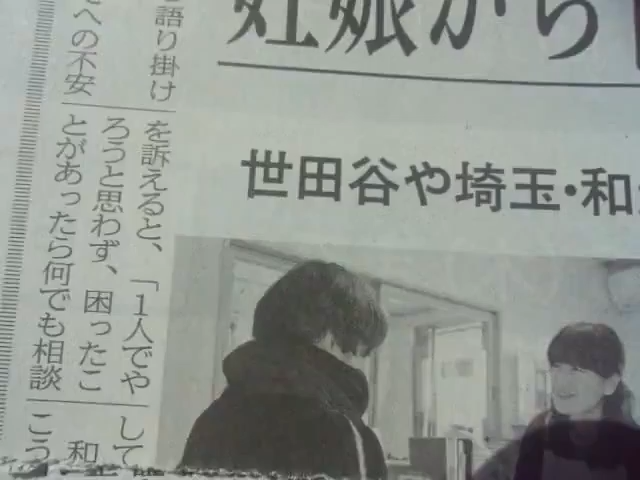 妊娠から
世田谷や埼玉・和
語り掛け
への不安
を訴えると、「1人でや
ろうと思わず、困ったこ
とがあったら何でも相談
して
和
こう